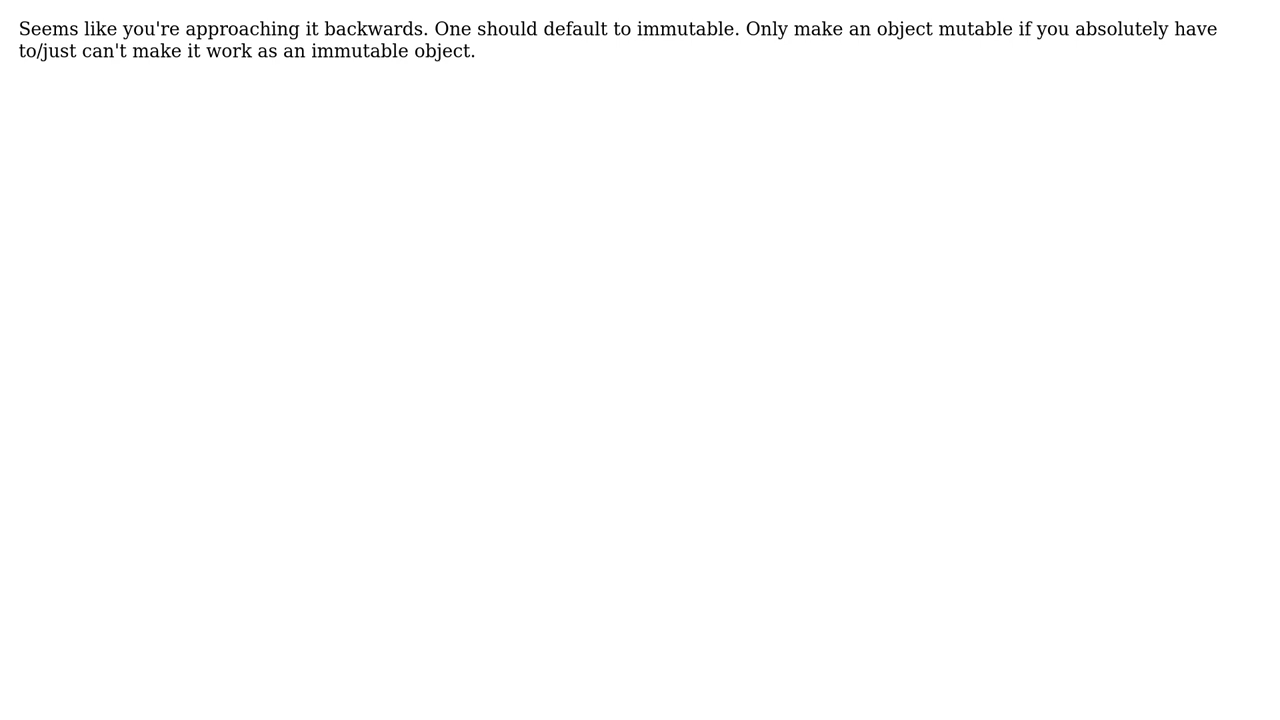 Seems like you're approaching it backwards. One should default to immutable. Only make an object mutable if you absolutely have
to/just can't make it work as an immutable object.